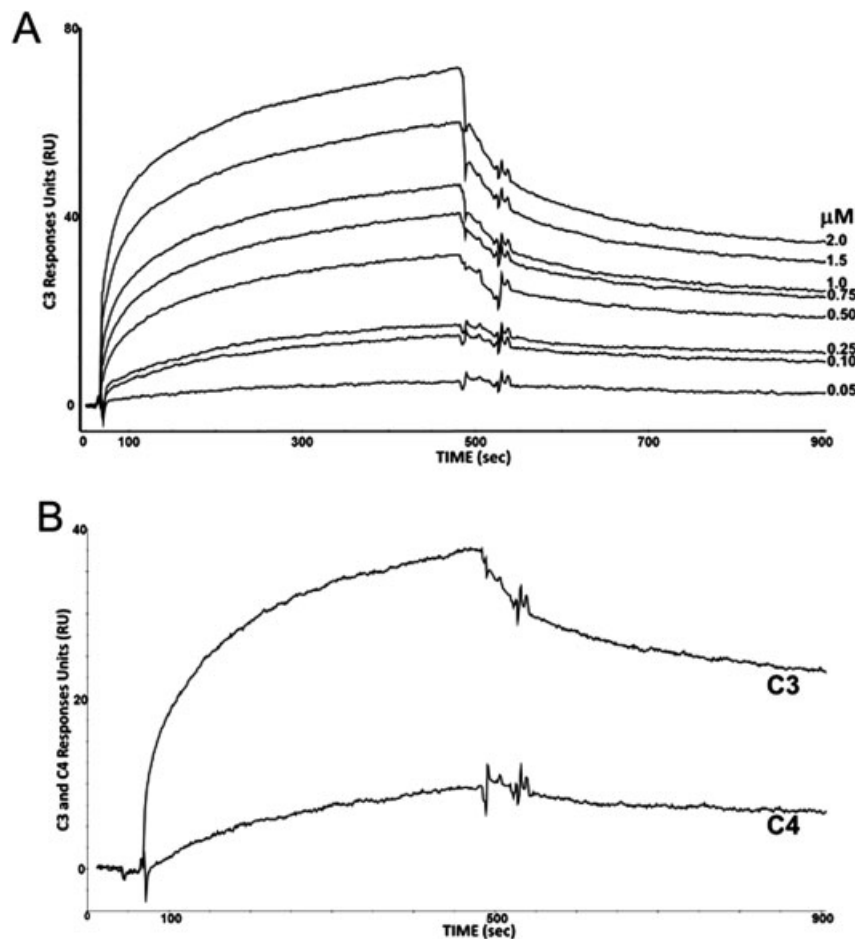 A
80
40
0
C3 Responses Units (RU)
μM
2.0
1.5
1.0
0.75
0.50
0.25
0.10
0.05
0 100 300 500 700 900
TIME (sec)
B
40
20
0
C3 and C4 Responses Units (RU)
C3
C4
0 100 500 900
TIME (sec)